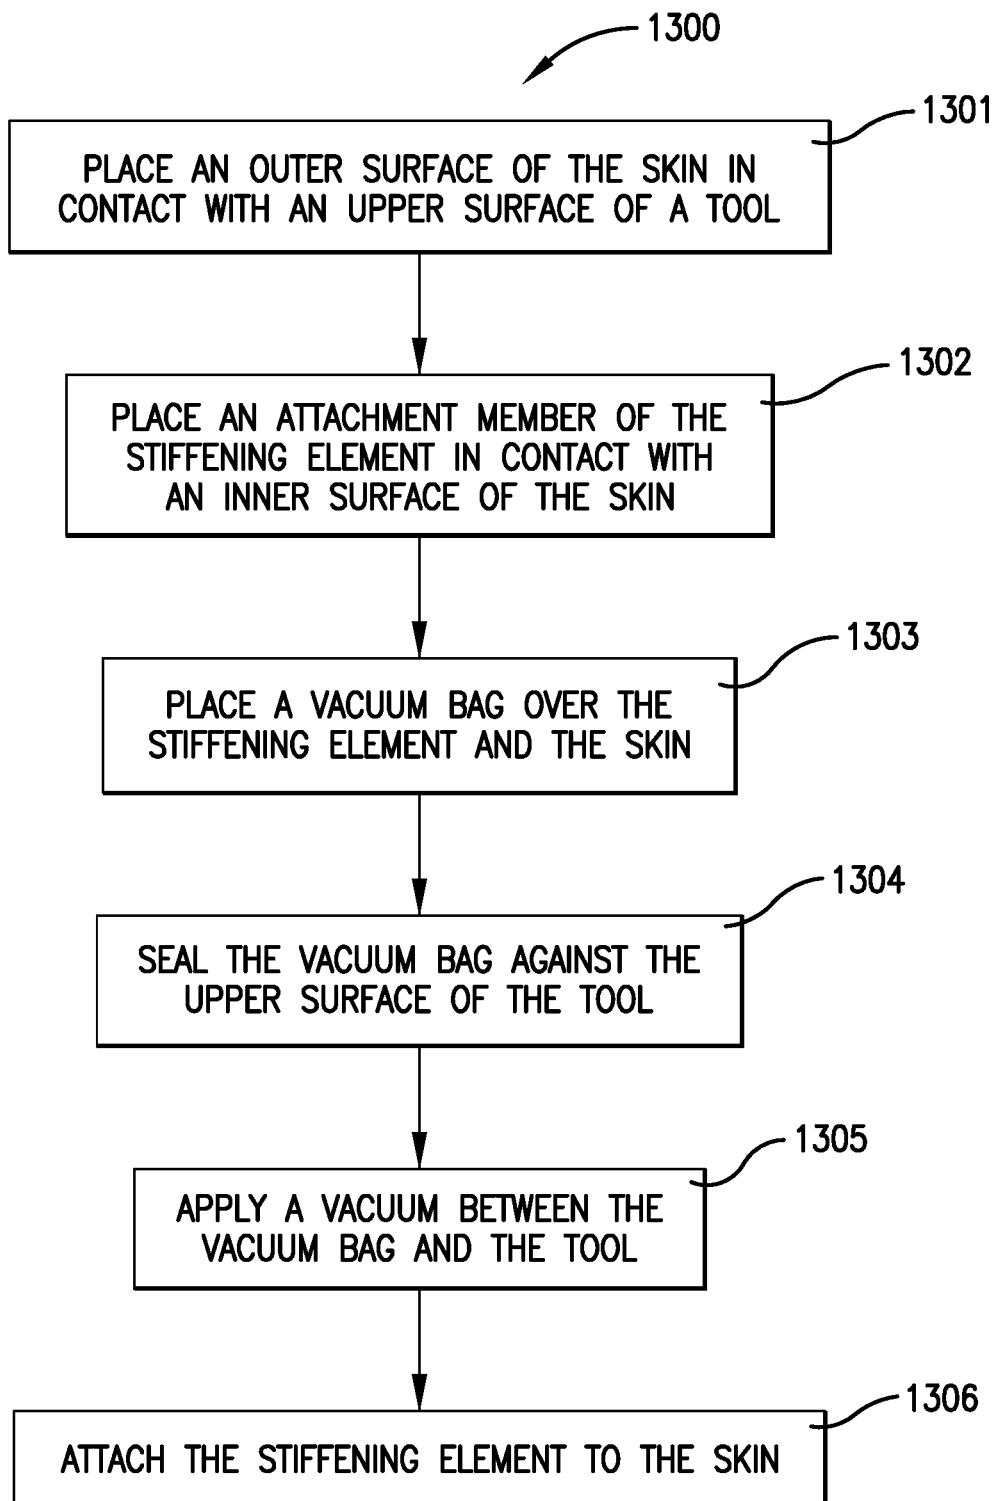 1300
1301
PLACE AN OUTER SURFACE OF THE SKIN IN
CONTACT WITH AN UPPER SURFACE OF A TOOL
1302
PLACE AN ATTACHMENT MEMBER OF THE
STIFFENING ELEMENT IN CONTACT WITH
AN INNER SURFACE OF THE SKIN
1303
PLACE A VACUUM BAG OVER THE
STIFFENING ELEMENT AND THE SKIN
1304
SEAL THE VACUUM BAG AGAINST THE
UPPER SURFACE OF THE TOOL
1305
APPLY A VACUUM BETWEEN THE
VACUUM BAG AND THE TOOL
1306
ATTACH THE STIFFENING ELEMENT TO THE SKIN